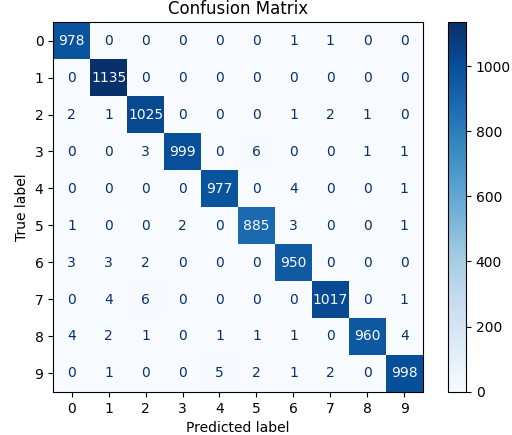 Confusion Matrix
0 978 0 0 0 0 0 1 1 0 0
1 0 1135 0 0 0 0 0 0 0 0
2 2 1 1025 0 0 0 1 2 1 0
3 0 0 3 999 0 6 0 0 1 1
4 0 0 0 0 977 0 4 0 0 1
5 1 0 0 2 0 885 3 0 0 1
6 3 3 2 0 0 0 950 0 0 0
7 0 4 6 0 0 0 0 1017 0 1
8 4 2 1 0 1 1 1 0 960 4
9 0 1 0 0 5 2 1 2 0 998
0 1 2 3 4 5 6 7 8 9
Predicted label
True label
1000
800
600
400
200
0